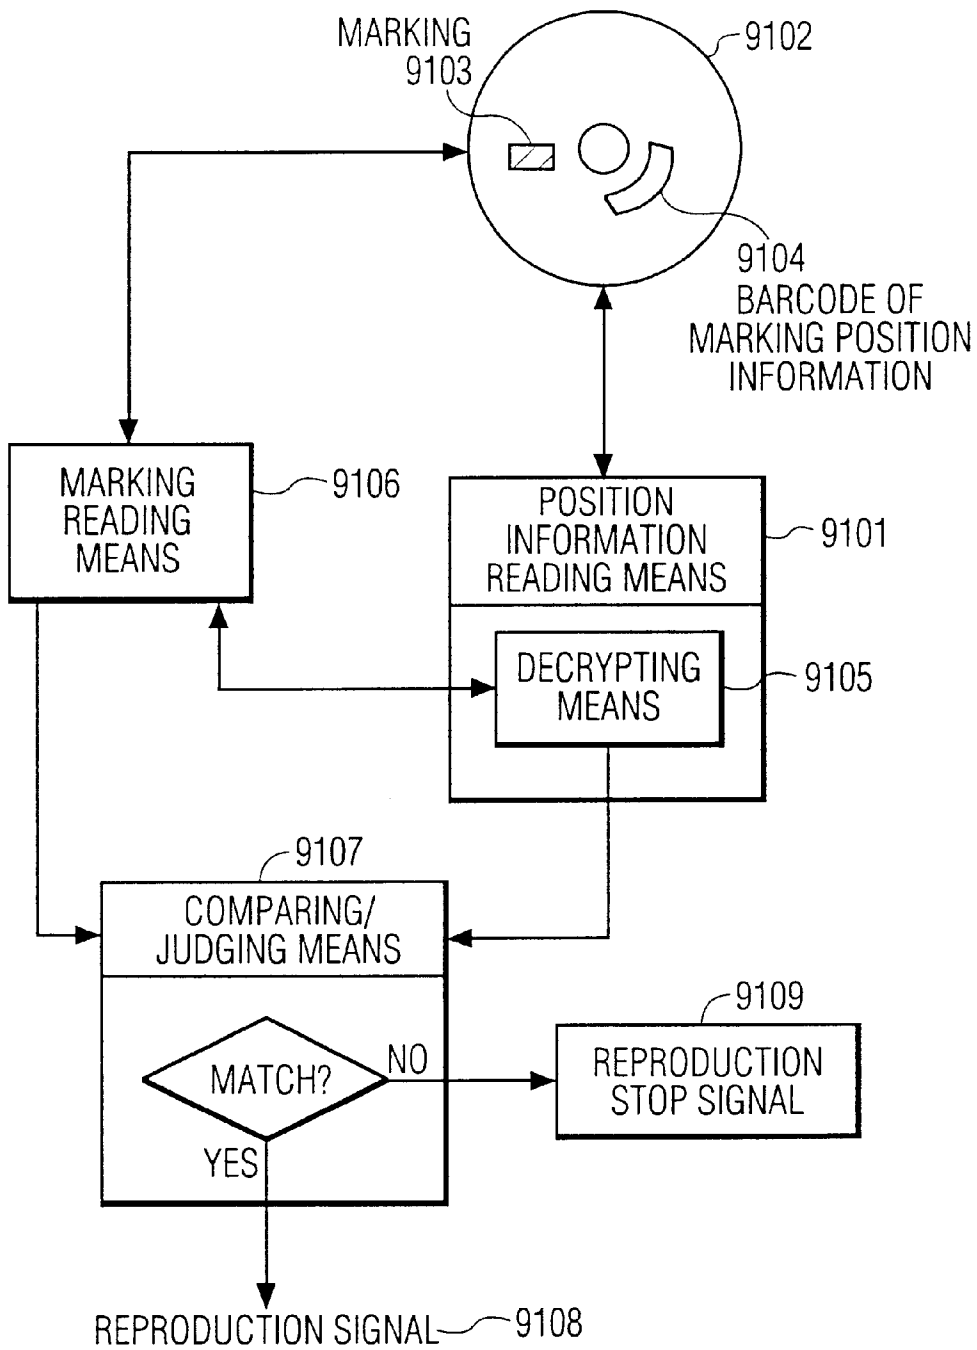 MARKING
9103
9102
9104
BARCODE OF
MARKING POSITION
INFORMATION
MARKING
READING
MEANS
9106
POSITION
INFORMATION
READING MEANS
9101
DECRYPTING
MEANS
9105
9107
COMPARING/
JUDGING MEANS
MATCH?
NO
YES
9109
REPRODUCTION
STOP SIGNAL
REPRODUCTION SIGNAL
9108